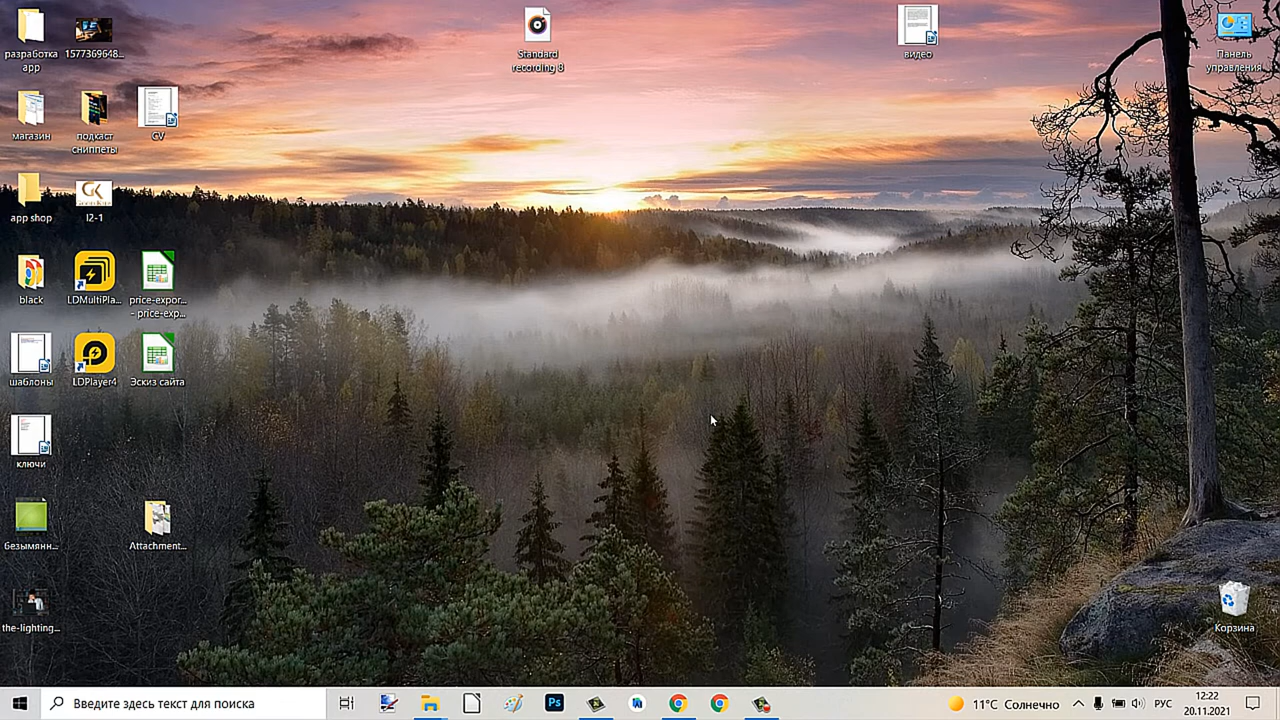 разработка
app
1577369648...
Standard
recording 8
видео
Панель
управления
магазин
подкаст
сниппеты
CV
app shop
GK
l2-1
black
LDMultiPla...
price-expor...
- price-exp...
шаблоны
LDPlayer4
Эскиз сайта
ключи
безымянн...
Attachment...
the-lighting...
Корзина
Введите здесь текст для поиска
Ps
11°C Солнечно
РУС
12:22
20.11.2021